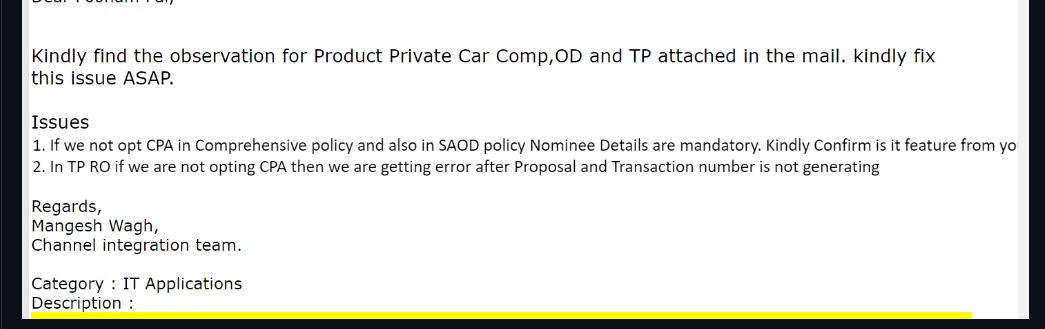 Kindly find the observation for Product Private Car Comp,OD and TP attached in the mail. kindly fix
this issue ASAP.
Issues
1. If we not opt CPA in Comprehensive policy and also in SAOD policy Nominee Details are mandatory. Kindly Confirm is it feature from yo
2. In TP RO if we are not opting CPA then we are getting error after Proposal and Transaction number is not generating
Regards,
Mangesh Wagh,
Channel integration team.
Category : IT Applications
Description :